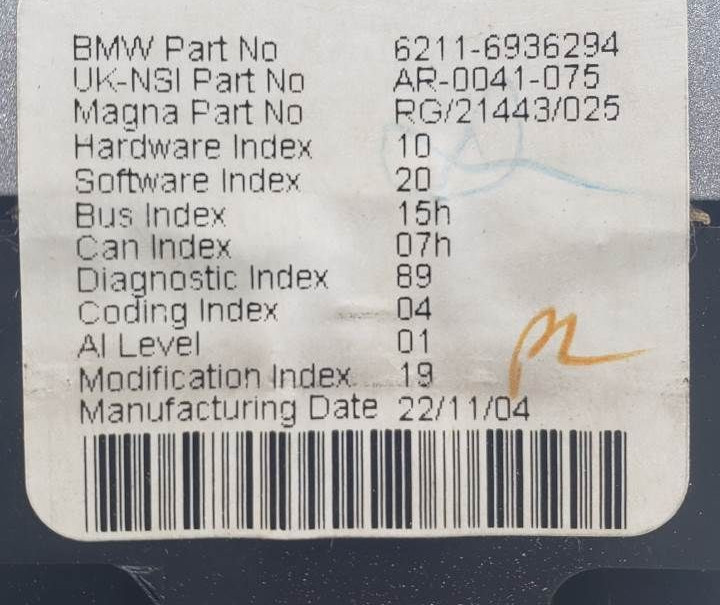 BMW Part No 6211-6936294
UK-NSI Part No AR-0041-075
Magna Part No RG/21443/025
Hardware Index 10
Software Index 20
Bus Index 15h
Can Index 07h
Diagnostic Index 89
Coding Index 04
AI Level 01
Modification Index 19
Manufacturing Date 22/11/04